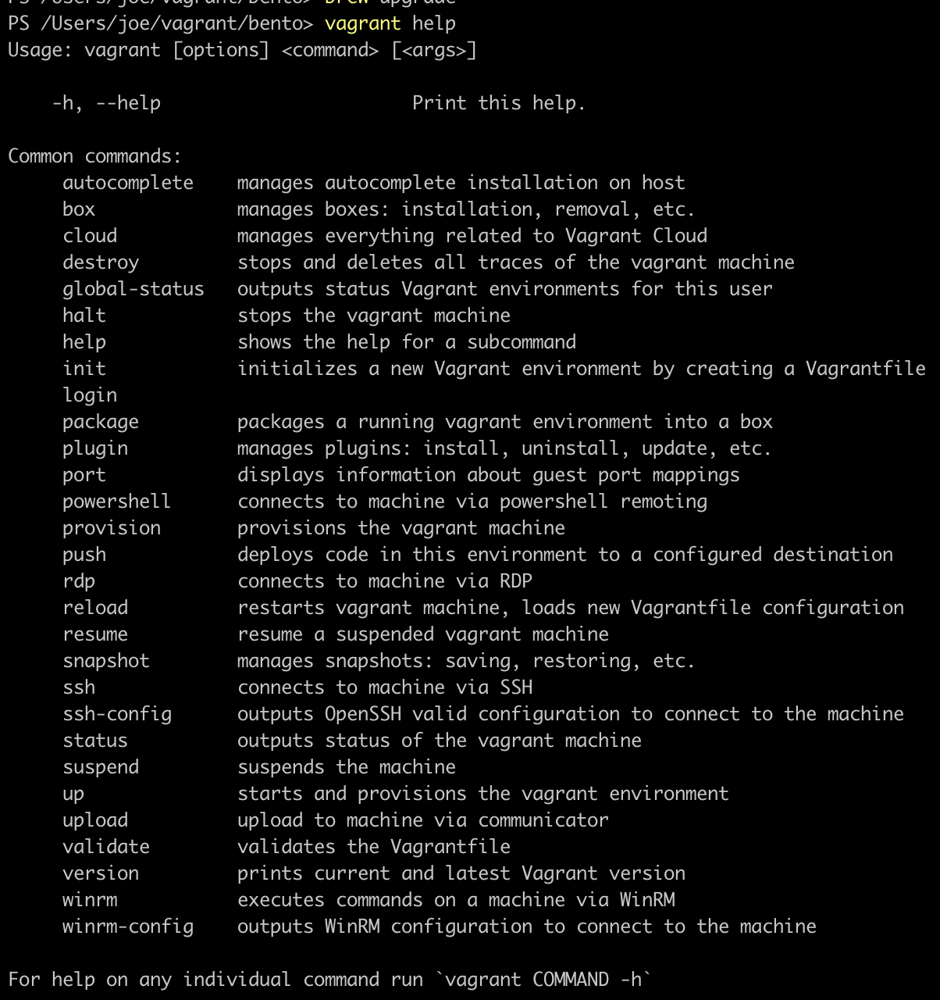 PS /Users/joe/vagrant/bento> brew upgrade
PS /Users/joe/vagrant/bento> vagrant help
Usage: vagrant [options] <command> [<args>]

    -h, --help                       Print this help.

Common commands:
     autocomplete    manages autocomplete installation on host
     box             manages boxes: installation, removal, etc.
     cloud           manages everything related to Vagrant Cloud
     destroy         stops and deletes all traces of the vagrant machine
     global-status   outputs status Vagrant environments for this user
     halt            stops the vagrant machine
     help            shows the help for a subcommand
     init            initializes a new Vagrant environment by creating a Vagrantfile
     login
     package         packages a running vagrant environment into a box
     plugin          manages plugins: install, uninstall, update, etc.
     port            displays information about guest port mappings
     powershell      connects to machine via powershell remoting
     provision       provisions the vagrant machine
     push            deploys code in this environment to a configured destination
     rdp             connects to machine via RDP
     reload          restarts vagrant machine, loads new Vagrantfile configuration
     resume          resume a suspended vagrant machine
     snapshot        manages snapshots: saving, restoring, etc.
     ssh             connects to machine via SSH
     ssh-config      outputs OpenSSH valid configuration to connect to the machine
     status          outputs status of the vagrant machine
     suspend         suspends the machine
     up              starts and provisions the vagrant environment
     upload          upload to machine via communicator
     validate        validates the Vagrantfile
     version         prints current and latest Vagrant version
     winrm           executes commands on a machine via WinRM
     winrm-config    outputs WinRM configuration to connect to the machine

For help on any individual command run `vagrant COMMAND -h`